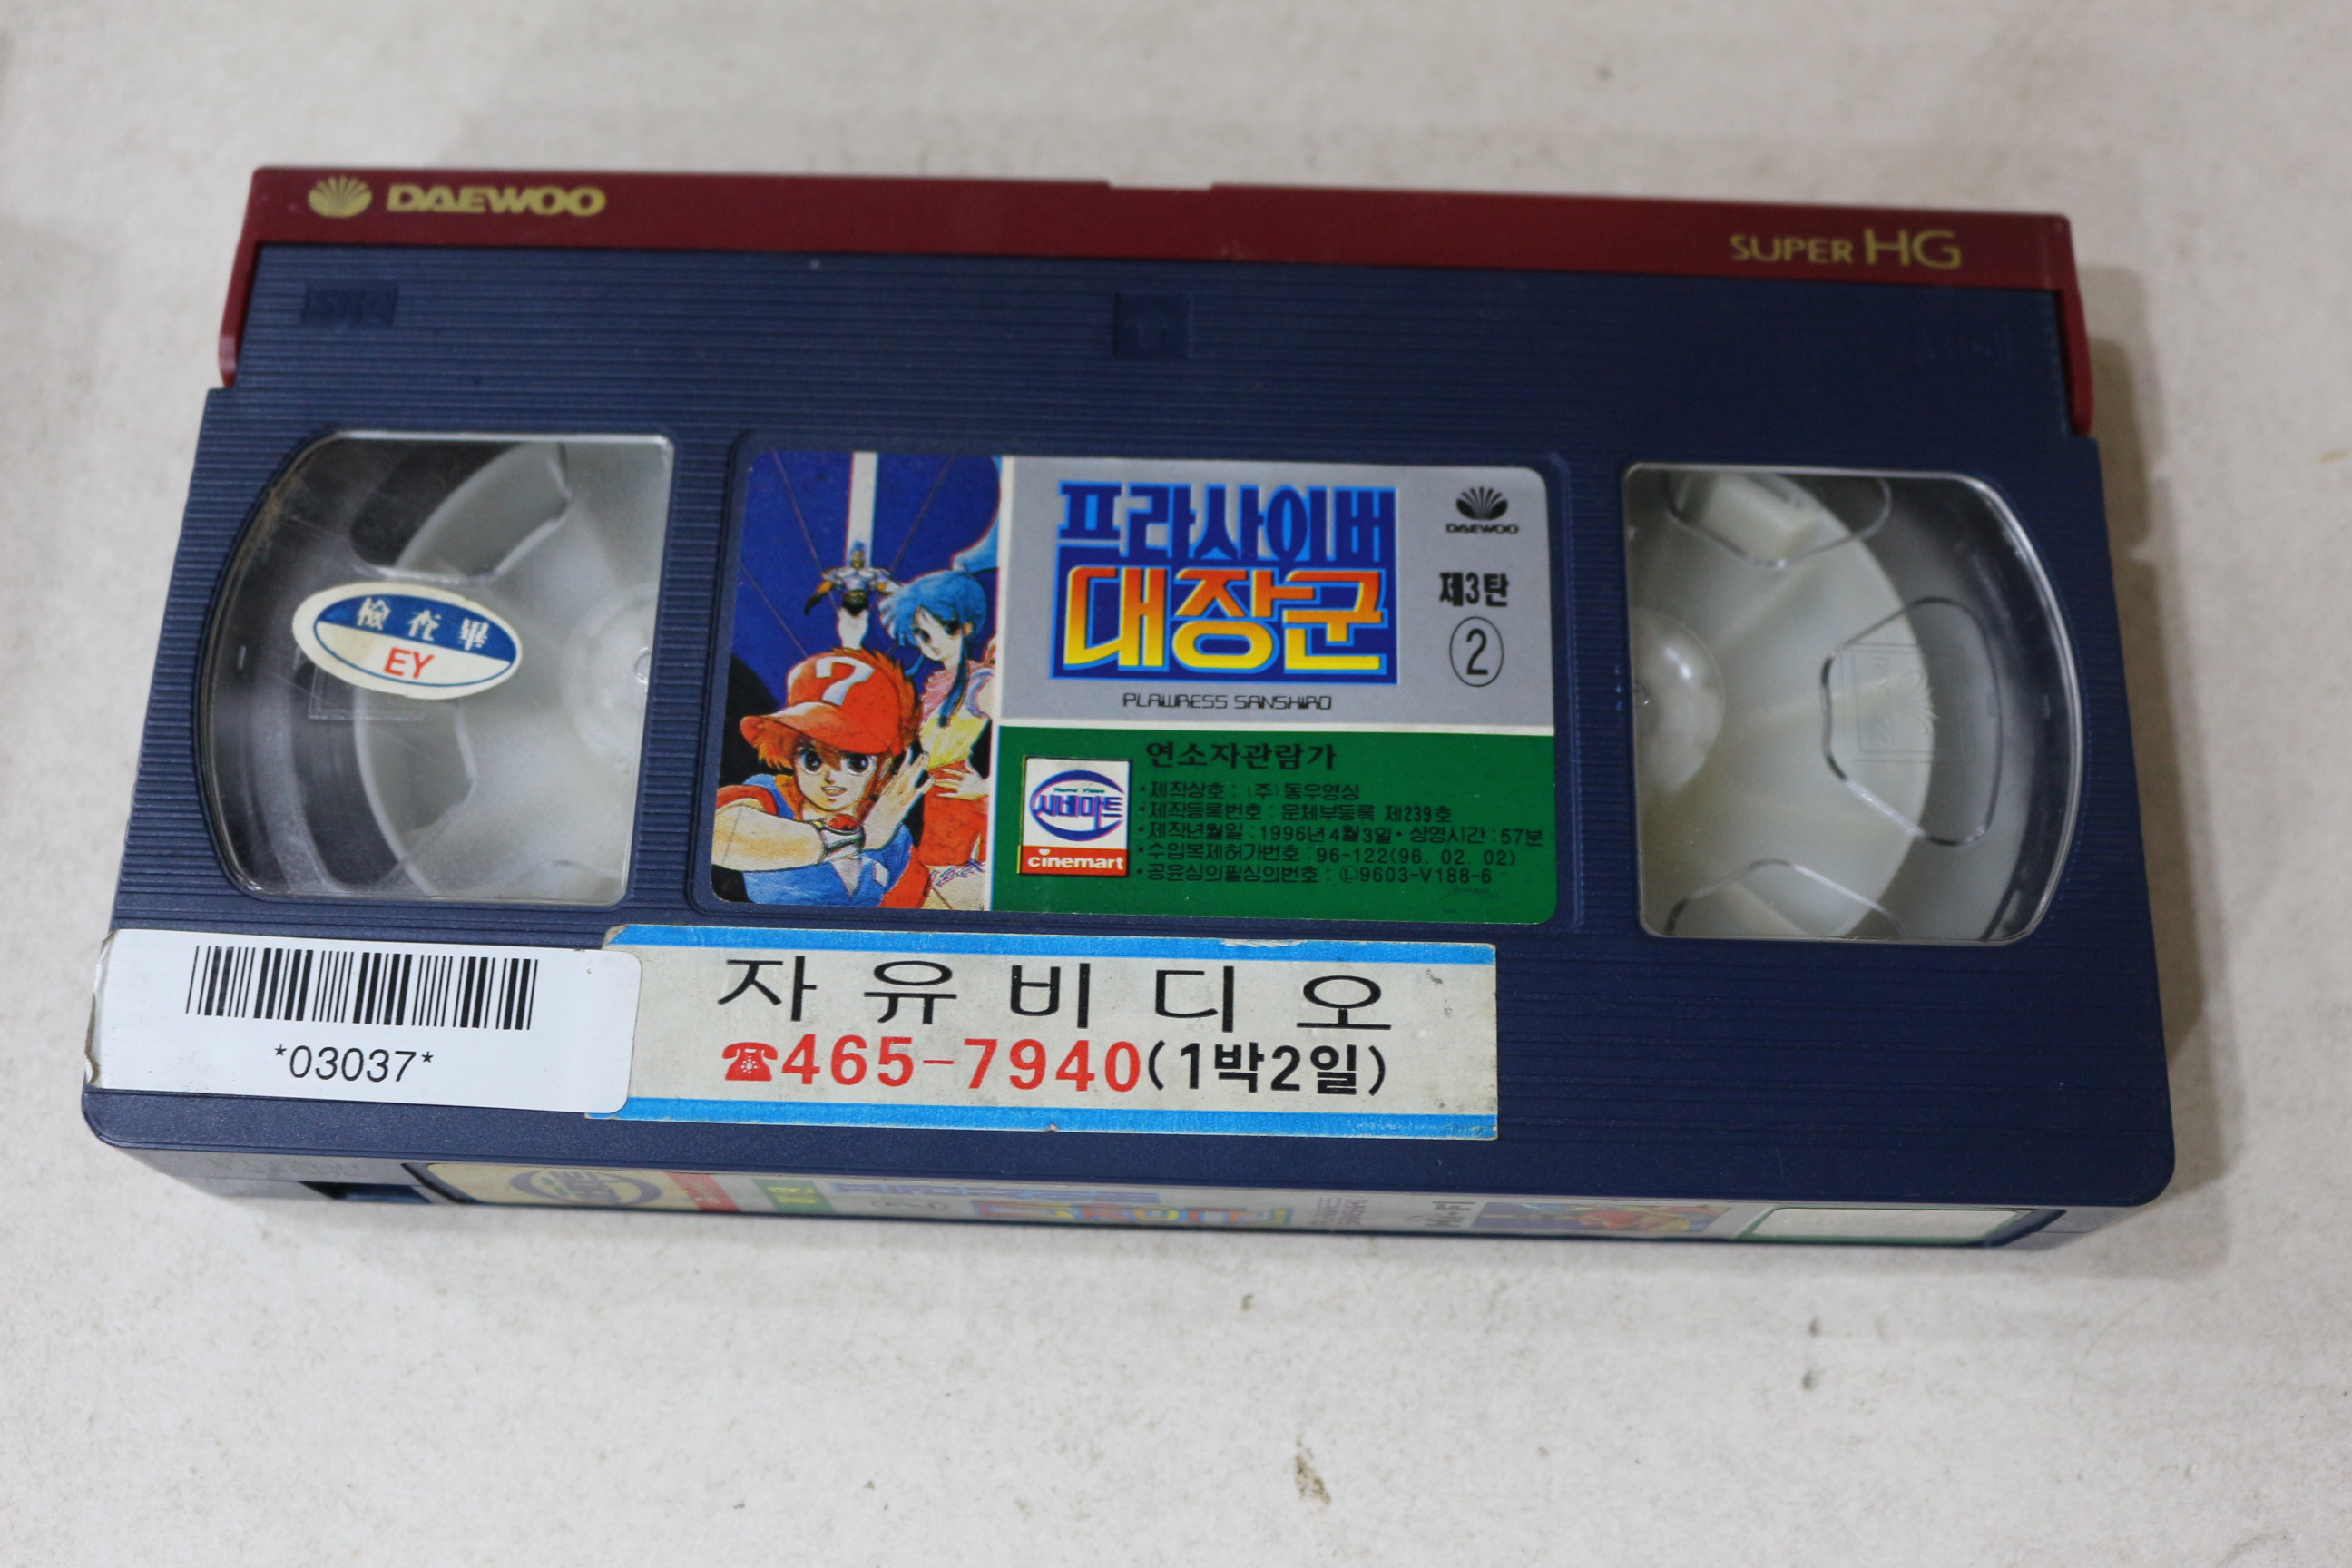 DAEWOO
SUPER HG
檢査畢
EY
7
프라사이버
대장군
PLAWRESS SANSHIRO
DAEWOO
제3탄
②
Home Video
시네마트
cinemart
연소자관람가
• 제작상호 : (주) 동우영상
• 제작등록번호 : 문체부등록 제239호
• 제작년월일 : 1996년 4월 3일 • 상영시간 : 57분
• 수입복제허가번호 : 96-122(96. 02. 02)
• 공윤심의필심의번호 : Ⓛ9603-V188-6
*03037*
자유비디오
☎465-7940(1박2일)